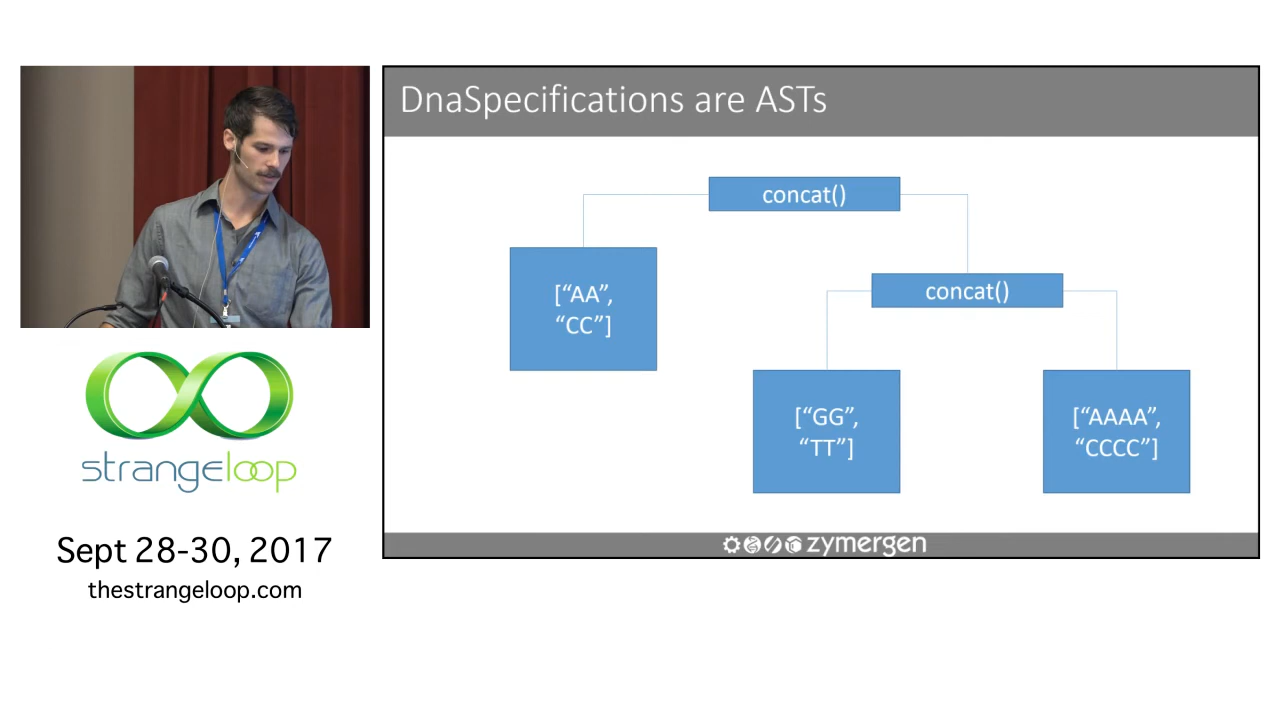 DnaSpecifications are ASTs
concat()
["AA",
"CC"]
concat()
["GG",
"TT"]
["AAAA",
"CCCC"]
zymergen
strangeloop
Sept 28-30, 2017
thestrangeloop.com